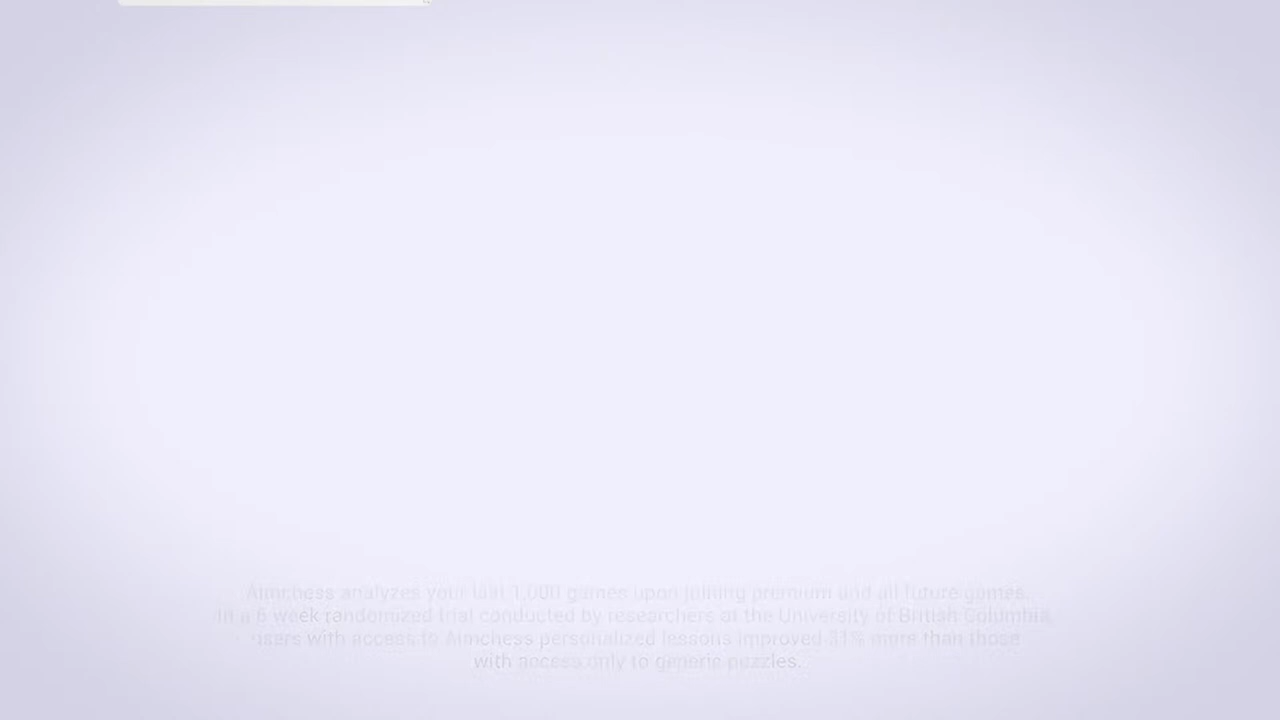 Aimchess analyzes your last 1,000 games upon joining premium and all future games.
In a 6 week randomized trial conducted by researchers at the University of British Columbia,
users with access to Aimchess personalized lessons improved 31% more than those
with access only to generic puzzles.